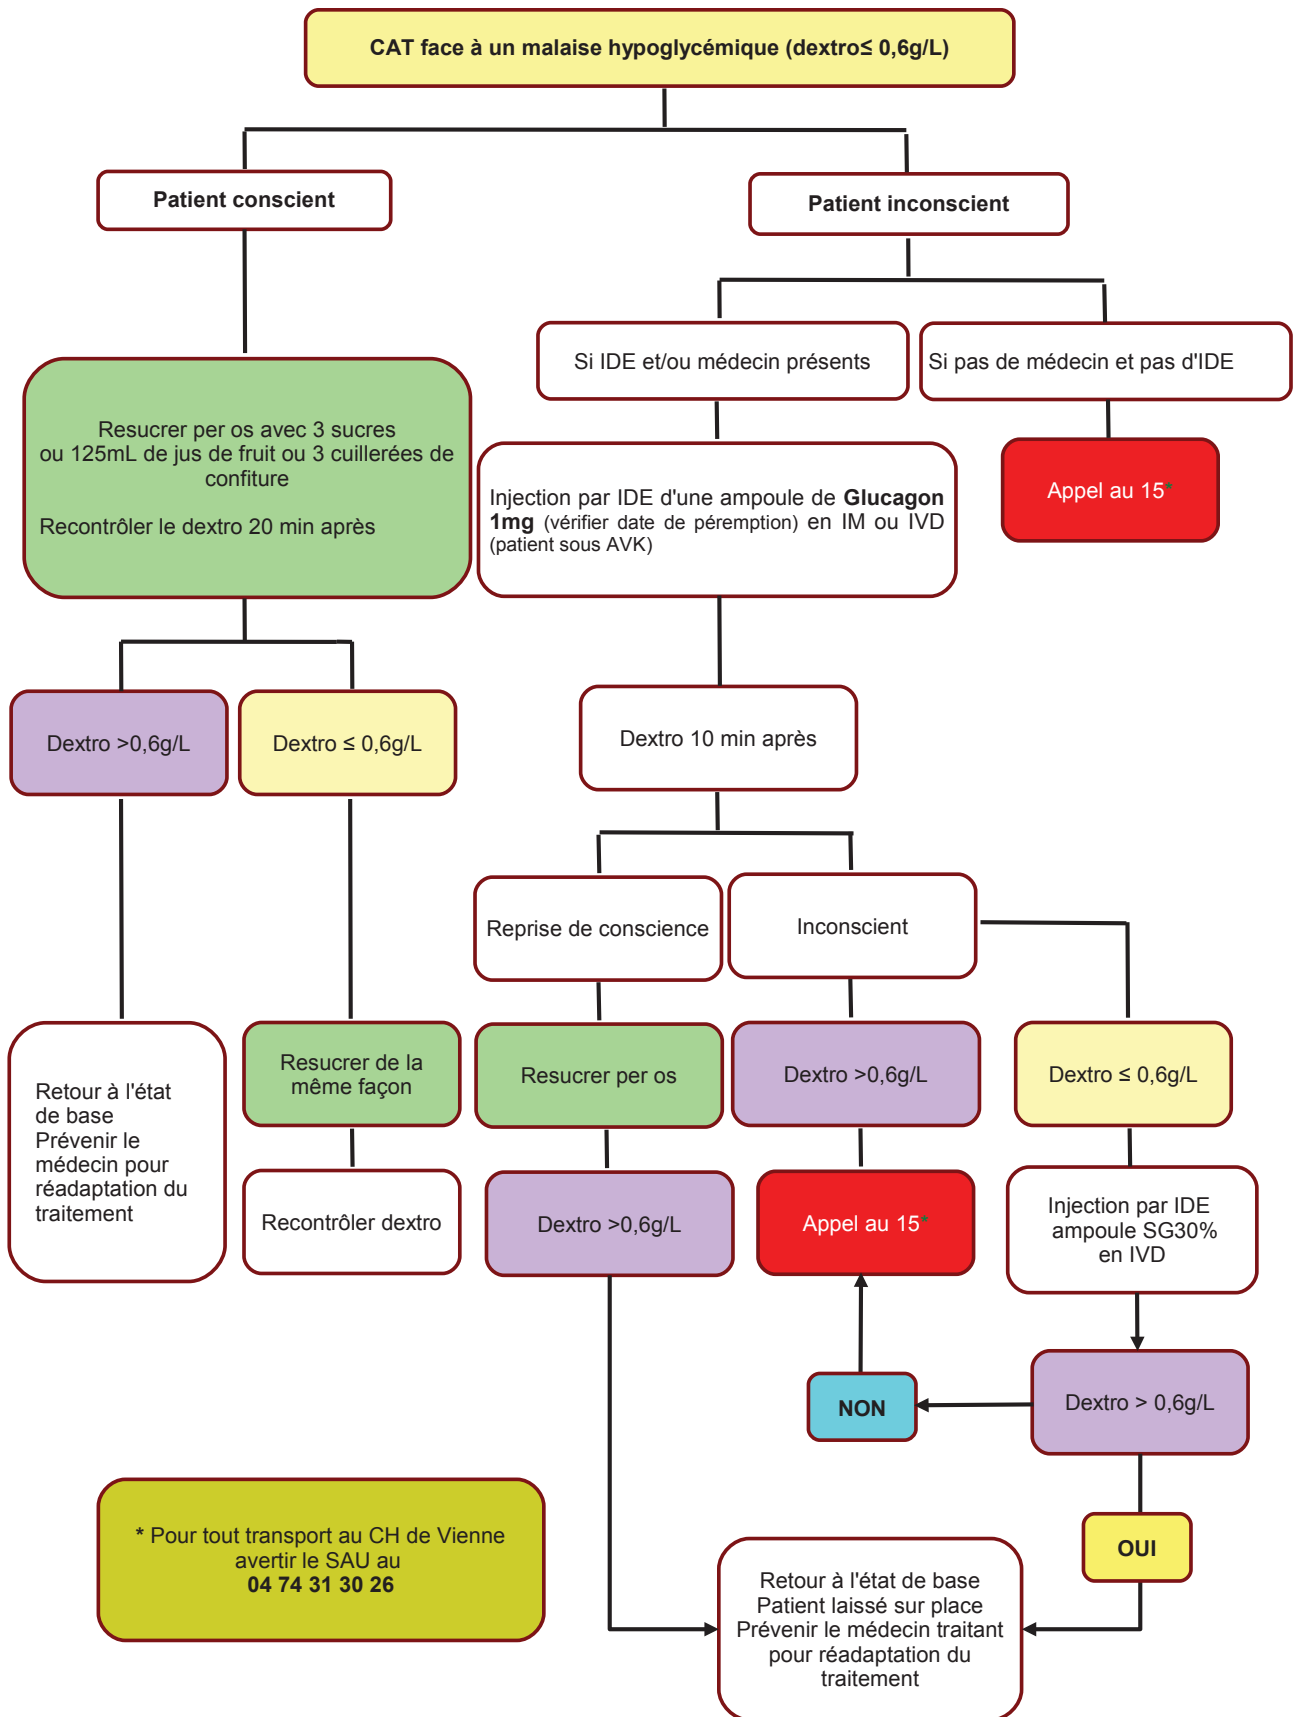 CAT face à un malaise hypoglycémique (dextro≤ 0,6g/L)
Patient conscient
Patient inconscient
Si IDE et/ou médecin présents
Si pas de médecin et pas d'IDE
Resucrer per os avec 3 sucres
ou 125mL de jus de fruit ou 3 cuillerées de
confiture
Recontrôler le dextro 20 min après
Injection par IDE d'une ampoule de Glucagon
1mg (vérifier date de péremption) en IM ou IVD
(patient sous AVK)
Appel au 15*
Dextro >0,6g/L
Dextro ≤ 0,6g/L
Dextro 10 min après
Reprise de conscience
Inconscient
Retour à l'état
de base
Prévenir le
médecin pour
réadaptation du
traitement
Resucrer de la
même façon
Resucrer per os
Dextro >0,6g/L
Dextro ≤ 0,6g/L
Recontrôler dextro
Dextro >0,6g/L
Appel au 15*
Injection par IDE
ampoule SG30%
en IVD
NON
Dextro > 0,6g/L
* Pour tout transport au CH de Vienne
avertir le SAU au
04 74 31 30 26
OUI
Retour à l'état de base
Patient laissé sur place
Prévenir le médecin traitant
pour réadaptation du
traitement